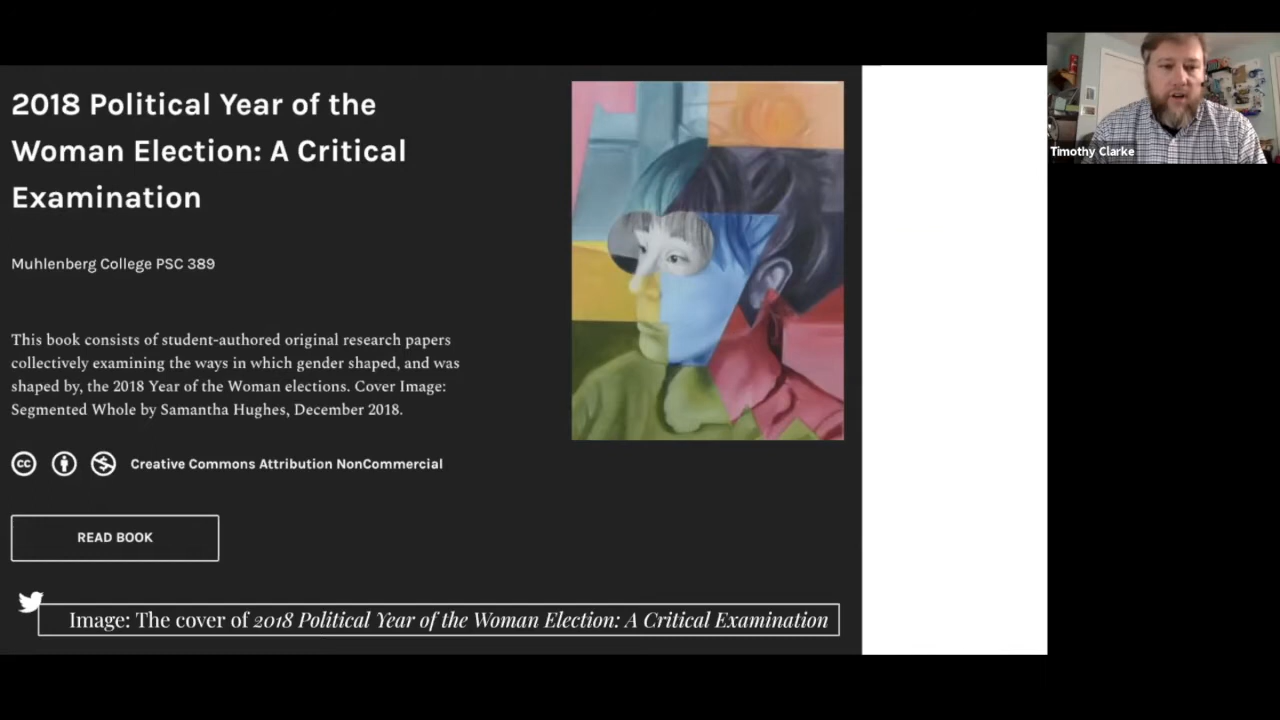 2018 Political Year of the
Woman Election: A Critical
Examination
Muhlenberg College PSC 389
This book consists of student-authored original research papers
collectively examining the ways in which gender shaped, and was
shaped by, the 2018 Year of the Woman elections. Cover Image:
Segmented Whole by Samantha Hughes, December 2018.
cc
Creative Commons Attribution NonCommercial
READ BOOK
Image: The cover of 2018 Political Year of the Woman Election: A Critical Examination
Timothy Clarke